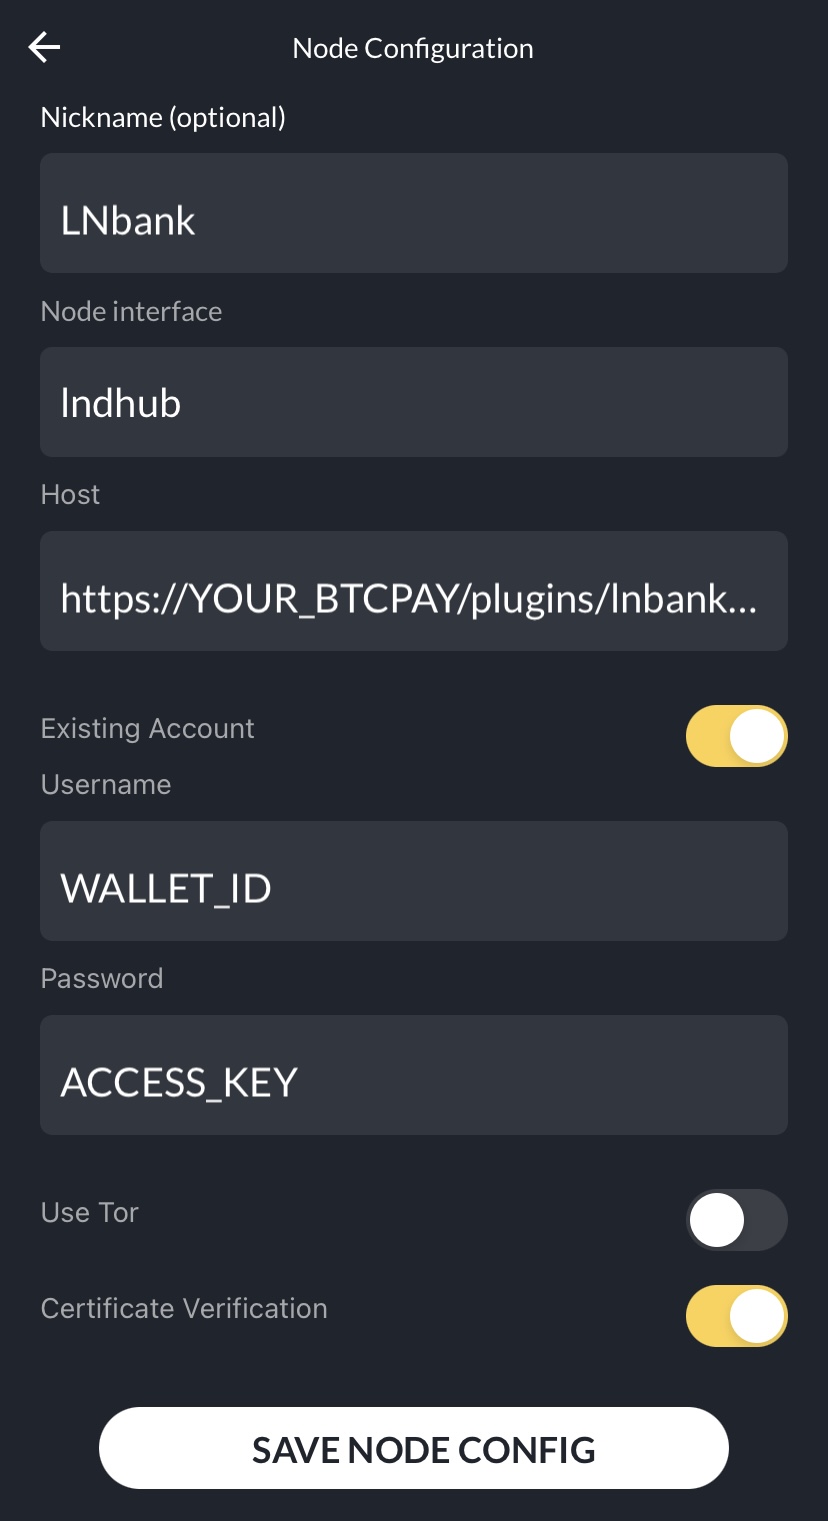 Node Configuration
Nickname (optional)
LNbank
Node interface
lndhub
Host
https://YOUR_BTCPAY/plugins/lnbank...
Existing Account
Username
WALLET_ID
Password
ACCESS_KEY
Use Tor
Certificate Verification
SAVE NODE CONFIG